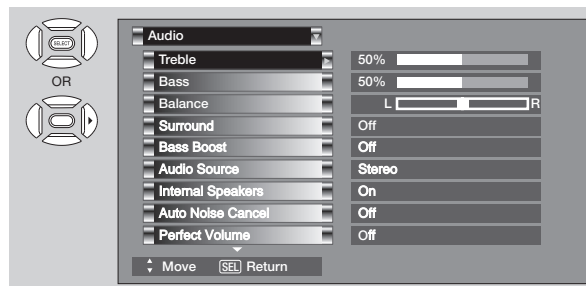 SELECT
OR
Audio
Treble 50%
Bass 50%
Balance L R
Surround Off
Bass Boost Off
Audio Source Stereo
Internal Speakers On
Auto Noise Cancel Off
Perfect Volume Off
Move SEL Return